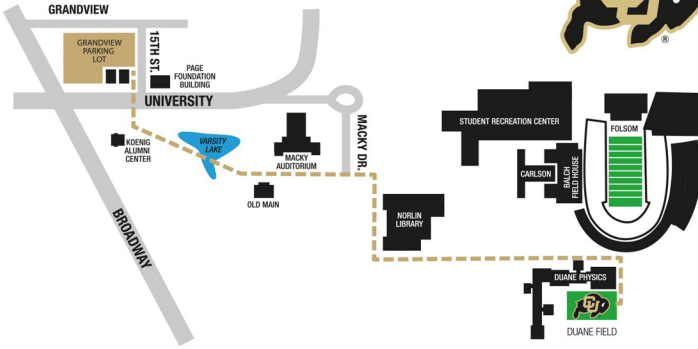 GRANDVIEW
GRANDVIEW
PARKING
LOT
15TH ST.
PAGE
FOUNDATION
BUILDING
UNIVERSITY
KOENIG
ALUMNI
CENTER
VARSITY
LAKE
MACKY
AUDITORIUM
MACKY DR.
OLD MAIN
BROADWAY
NORLIN
LIBRARY
®
STUDENT RECREATION CENTER
CARLSON
BALCH
FIELD HOUSE
FOLSOM
DUANE PHYSICS
CU
DUANE FIELD